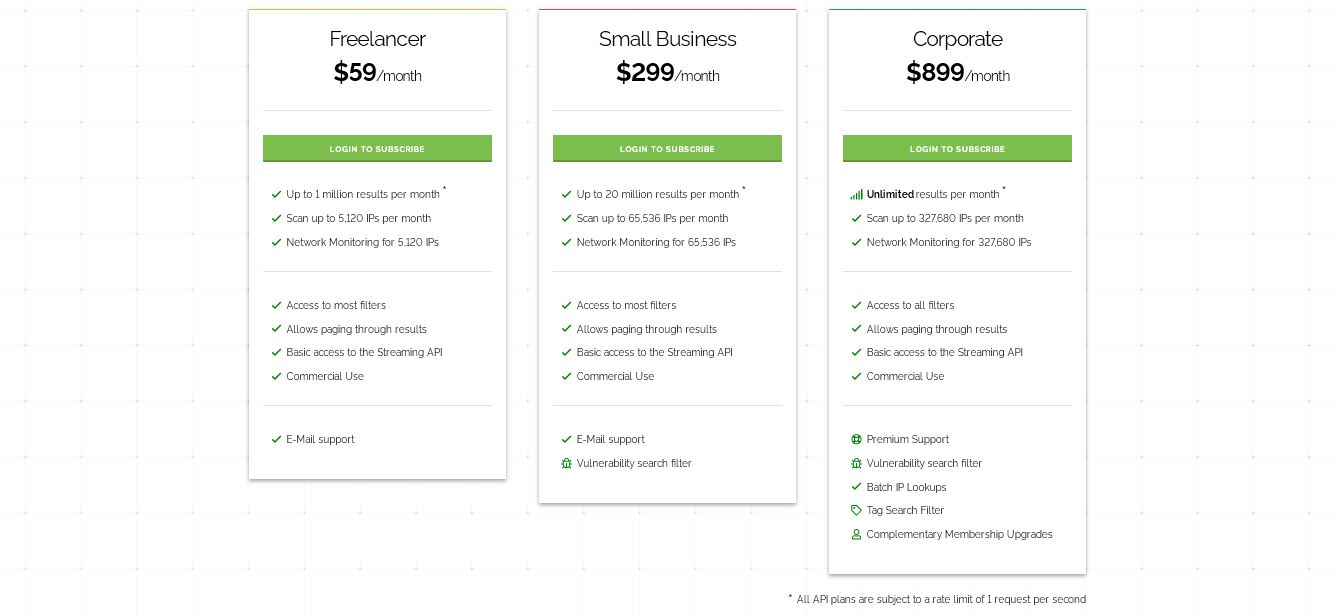 Freelancer
$59/month
LOGIN TO SUBSCRIBE
Up to 1 million results per month *
Scan up to 5,120 IPs per month
Network Monitoring for 5,120 IPs
Access to most filters
Allows paging through results
Basic access to the Streaming API
Commercial Use
E-Mail support
Small Business
$299/month
LOGIN TO SUBSCRIBE
Up to 20 million results per month *
Scan up to 65,536 IPs per month
Network Monitoring for 65,536 IPs
Access to most filters
Allows paging through results
Basic access to the Streaming API
Commercial Use
E-Mail support
Vulnerability search filter
Corporate
$899/month
LOGIN TO SUBSCRIBE
Unlimited results per month *
Scan up to 327,680 IPs per month
Network Monitoring for 327,680 IPs
Access to all filters
Allows paging through results
Basic access to the Streaming API
Commercial Use
Premium Support
Vulnerability search filter
Batch IP Lookups
Tag Search Filter
Complementary Membership Upgrades
* All API plans are subject to a rate limit of 1 request per second